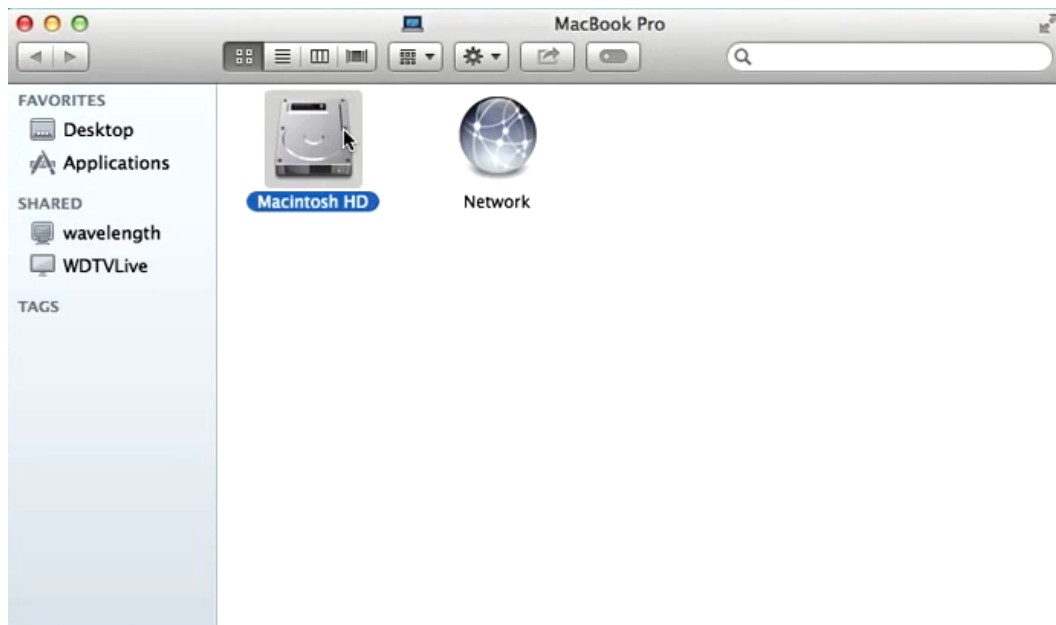 MacBook Pro
FAVORITES
Desktop
Applications
SHARED
wavelength
WDTVLive
TAGS
Macintosh HD
Network